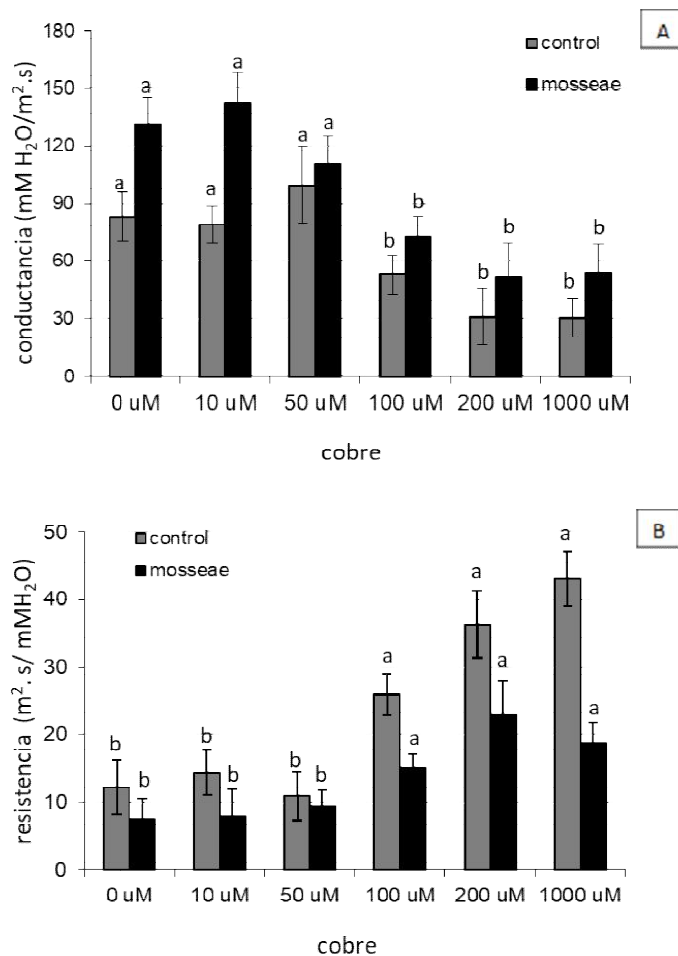 A
control
mosseae
conductancia (mM H₂O/m².s)
180
150
120
90
60
30
0
a a a a a a b b b b b b
0 uM 10 uM 50 uM 100 uM 200 uM 1000 uM
cobre
B
control
mosseae
resistencia (m². s/ mMH₂O)
50
40
30
20
10
0
b b b b b b a a a a a a
0 uM 10 uM 50 uM 100 uM 200 uM 1000 uM
cobre